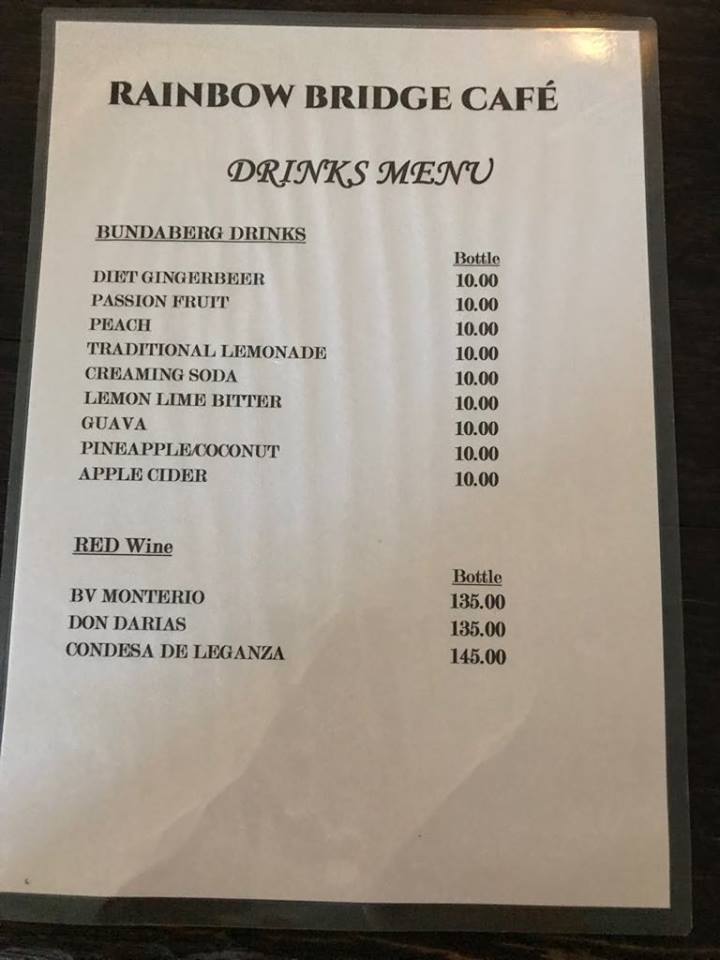 RAINBOW BRIDGE CAFÉ
DRINKS MENU
BUNDABERG DRINKS
Bottle
DIET GINGERBEER 10.00
PASSION FRUIT 10.00
PEACH 10.00
TRADITIONAL LEMONADE 10.00
CREAMING SODA 10.00
LEMON LIME BITTER 10.00
GUAVA 10.00
PINEAPPLE/COCONUT 10.00
APPLE CIDER 10.00
RED Wine
Bottle
BV MONTERIO 135.00
DON DARIAS 135.00
CONDESA DE LEGANZA 145.00